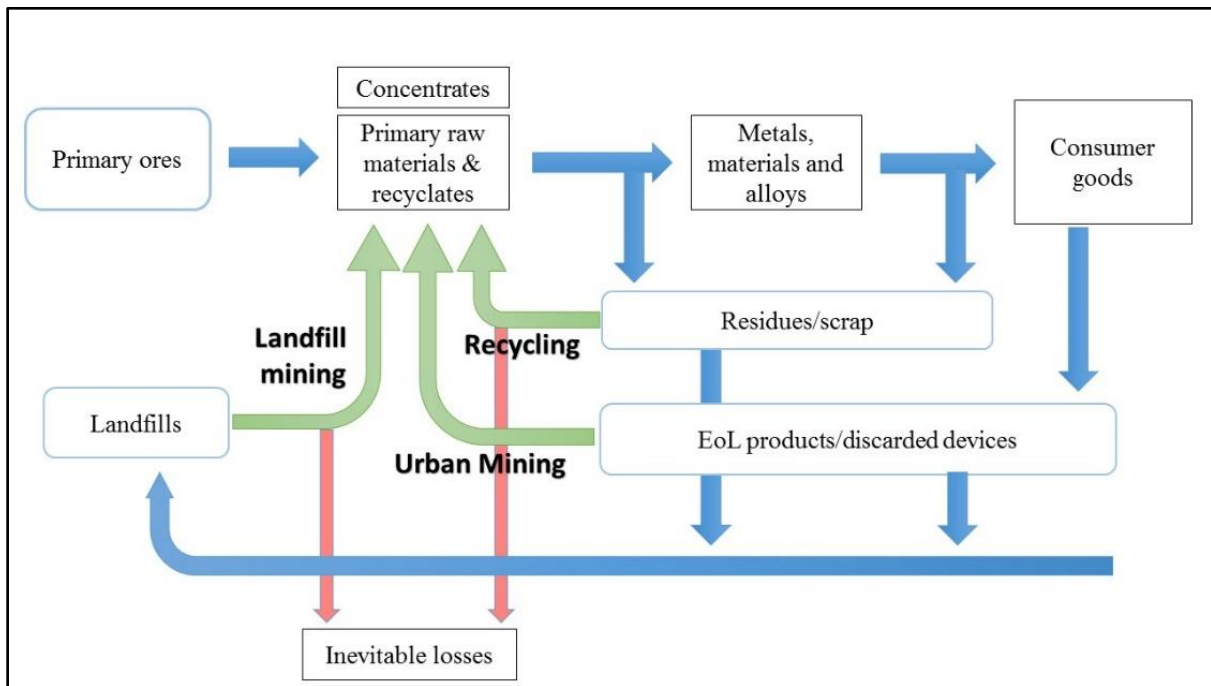 Concentrates
Primary ores
Primary raw
materials &
recyclates
Metals,
materials and
alloys
Consumer
goods
Residues/scrap
Landfill
mining
Recycling
Landfills
EoL products/discarded devices
Urban Mining
Inevitable losses